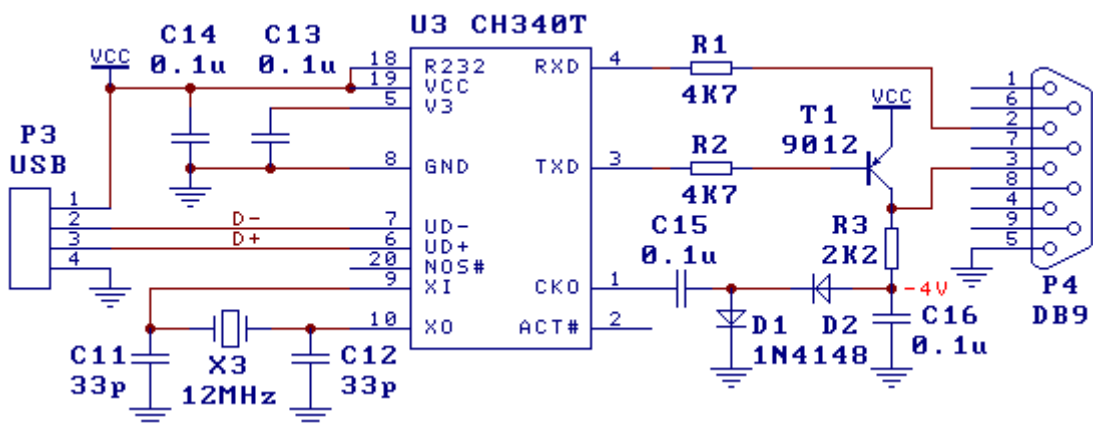 U3 CH340T
C14
0.1u
C13
0.1u
VCC
18
19
5
8
7
6
20
9
10
R232
VCC
V3
GND
UD-
UD+
NOS#
XI
XO
RXD
TXD
CKO
ACT#
4
3
1
2
R1
4K7
R2
4K7
VCC
T1
9012
P3
USB
1
2
3
4
D-
D+
C15
0.1u
R3
2K2
-4V
D1
D2
1N4148
C16
0.1u
C11
33p
X3
12MHz
C12
33p
1
6
2
7
3
8
4
9
5
P4
DB9